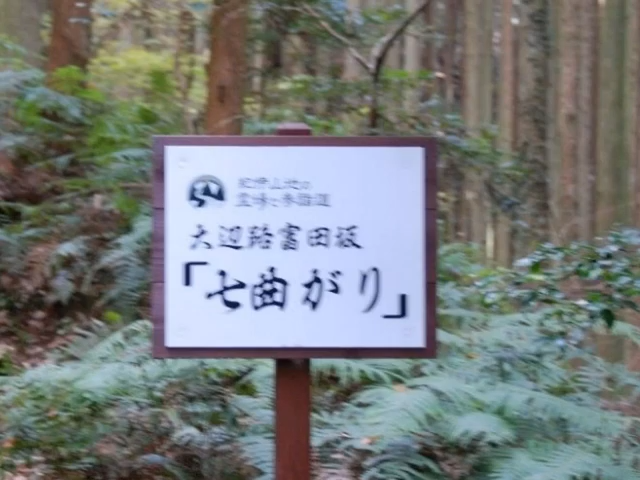 紀伊山地の
霊場と参詣道
大辺路富田坂
「七曲がり」